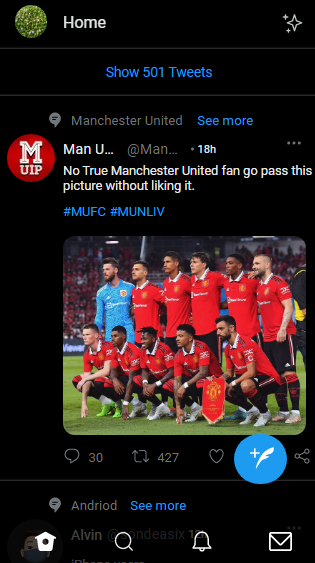 Home
Show 501 Tweets
Manchester United See more
M
UIP
Man U... @Man... • 18h
No True Manchester United fan go pass this
picture without liking it.
#MUFC #MUNLIV
30 427
Andriod See more
Alvin